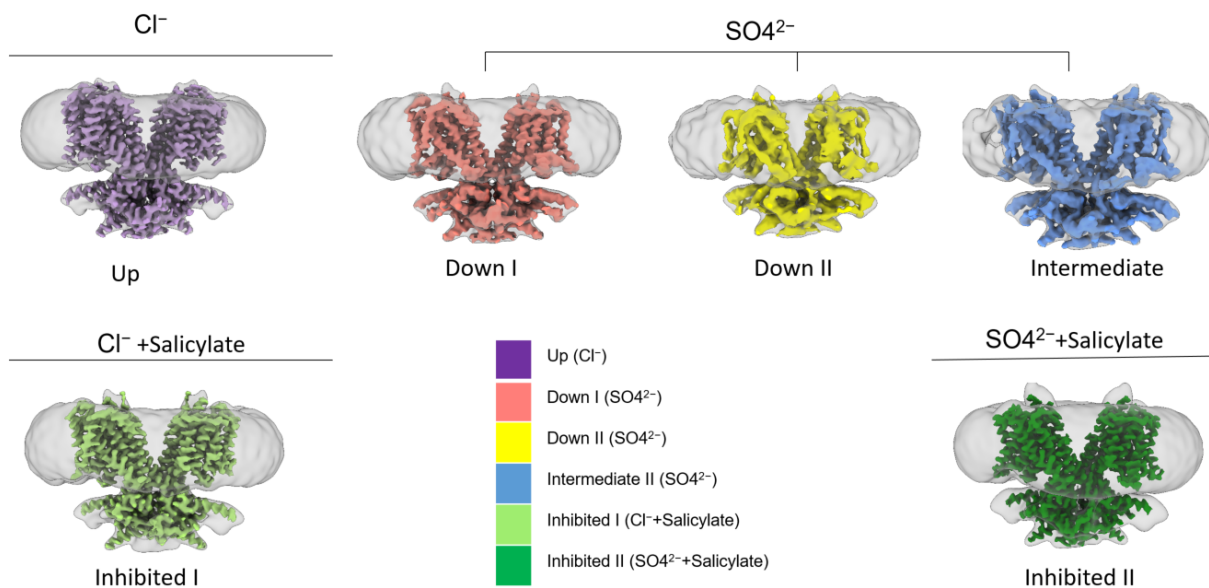 Cl⁻
SO4²⁻
Up
Down I
Down II
Intermediate
Cl⁻ +Salicylate
SO4²⁻+Salicylate
Up (Cl⁻)
Down I (SO4²⁻)
Down II (SO4²⁻)
Intermediate II (SO4²⁻)
Inhibited I (Cl⁻+Salicylate)
Inhibited II (SO4²⁻+Salicylate)
Inhibited I
Inhibited II